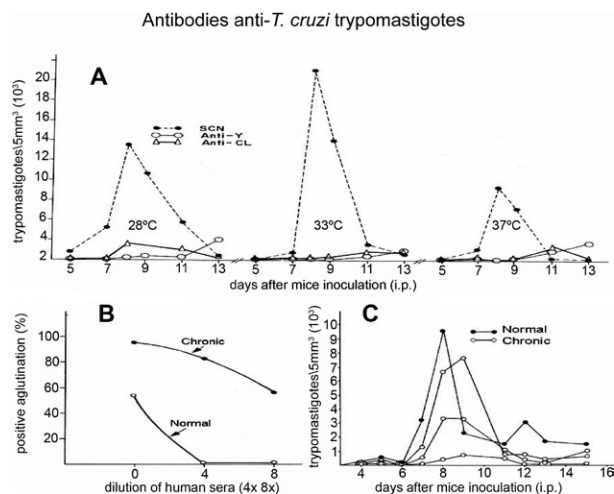 Antibodies anti-T. cruzi trypomastigotes
A
trypomastigotes\5mm³ (10³)
20
18
16
14
12
10
8
6
4
2
SCN
Anti-Y
Anti-CL
28ºC
33ºC
37ºC
5 7 9 11 13 5 7 9 11 13 5 7 9 11 13
days after mice inoculation (i.p.)
B
positive aglutination (%)
100
80
60
40
20
Chronic
Normal
0 4 8
dilution of human sera (4x 8x)
C
trypomastigotes\5mm³ (10³)
10
9
8
7
6
5
4
3
2
1
Normal
Chronic
4 6 8 10 12 14 16
days after mice inoculation (i.p.)